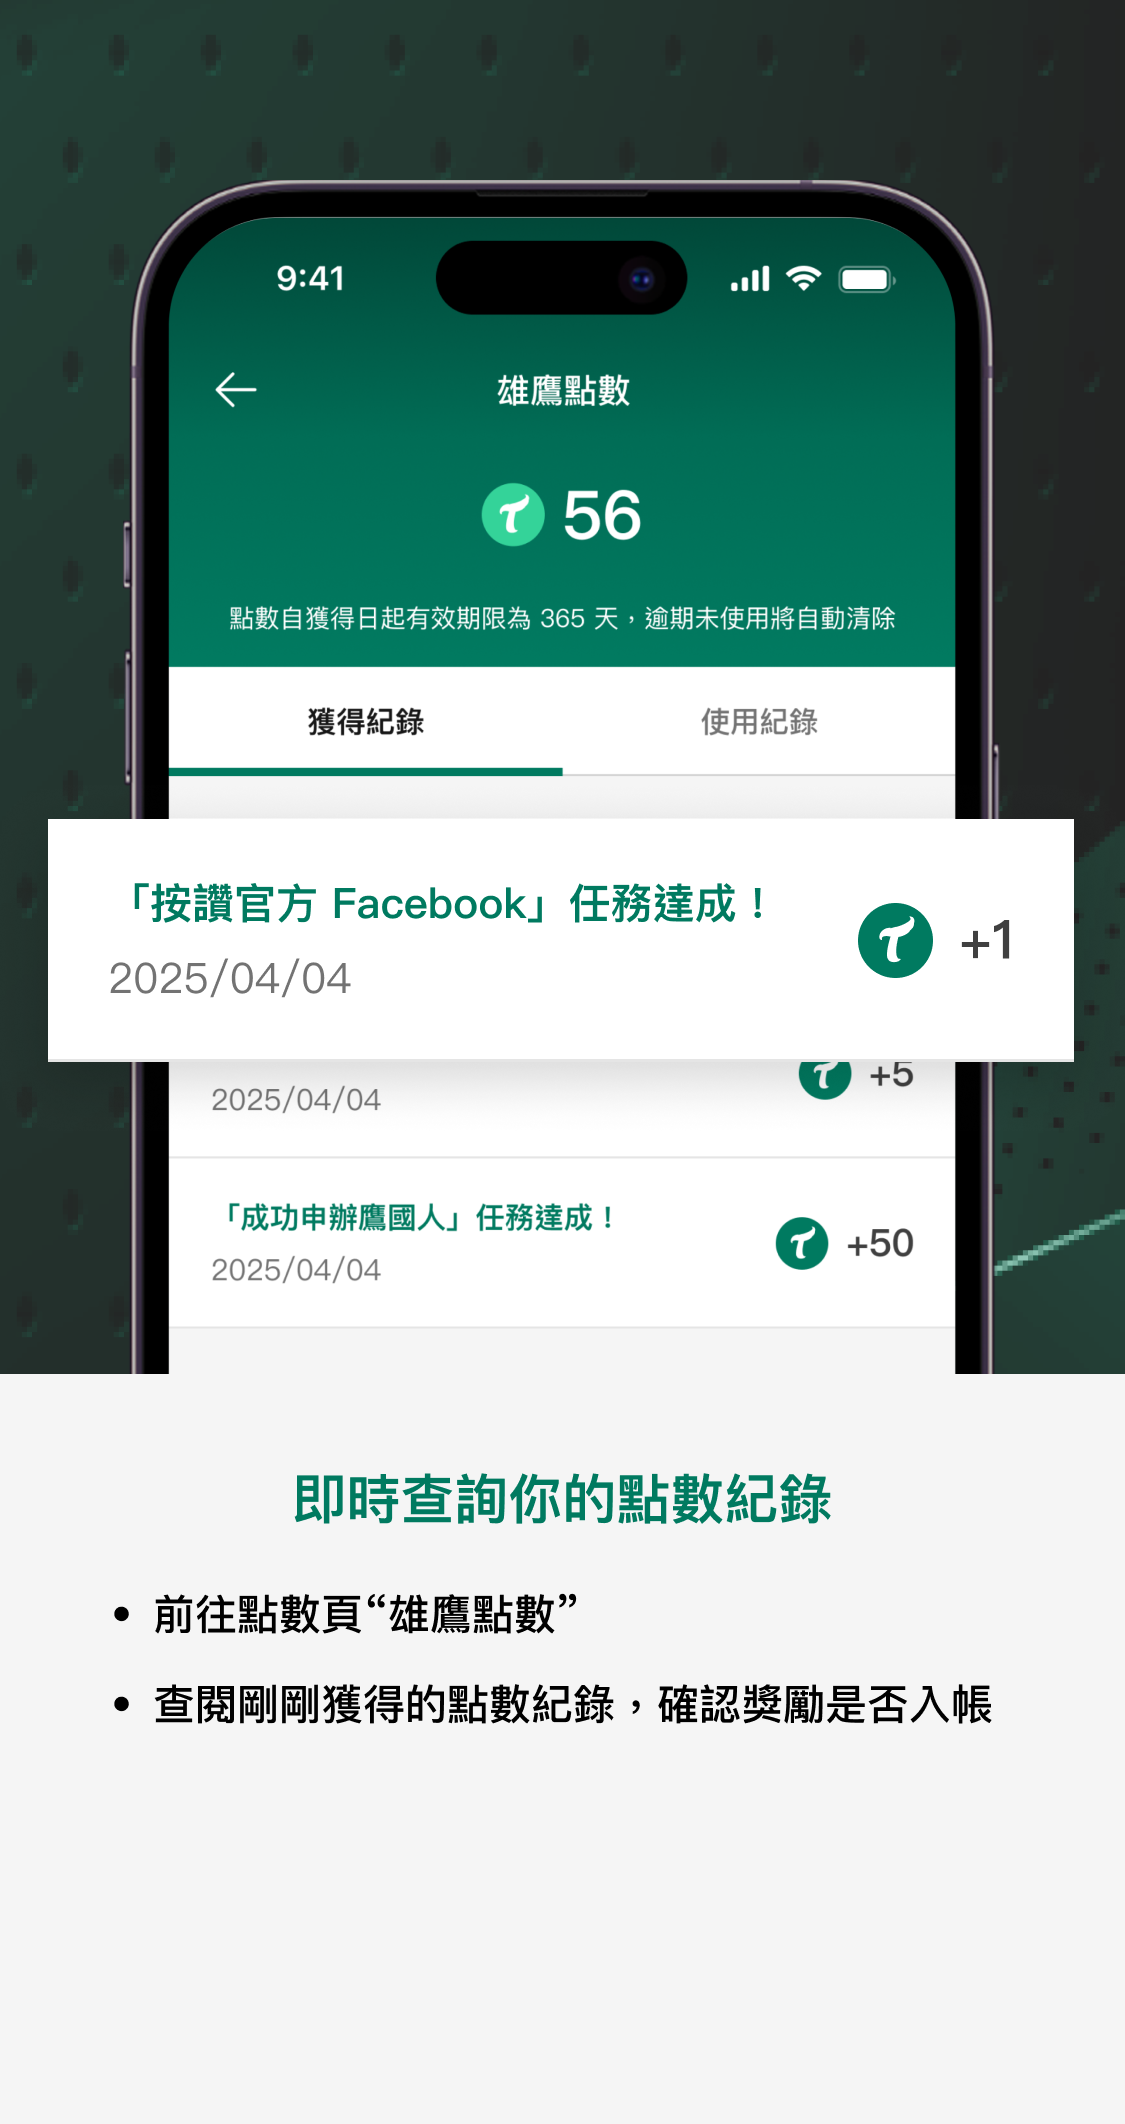 9:41
雄鷹點數
56
點數自獲得日起有效期限為 365 天，逾期未使用將自動清除
獲得紀錄
使用紀錄
「按讚官方 Facebook」任務達成！
+1
2025/04/04
+5
2025/04/04
「成功申辦鷹國人」任務達成！
+50
2025/04/04
即時查詢你的點數紀錄
• 前往點數頁“雄鷹點數”
• 查閱剛剛獲得的點數紀錄，確認獎勵是否入帳